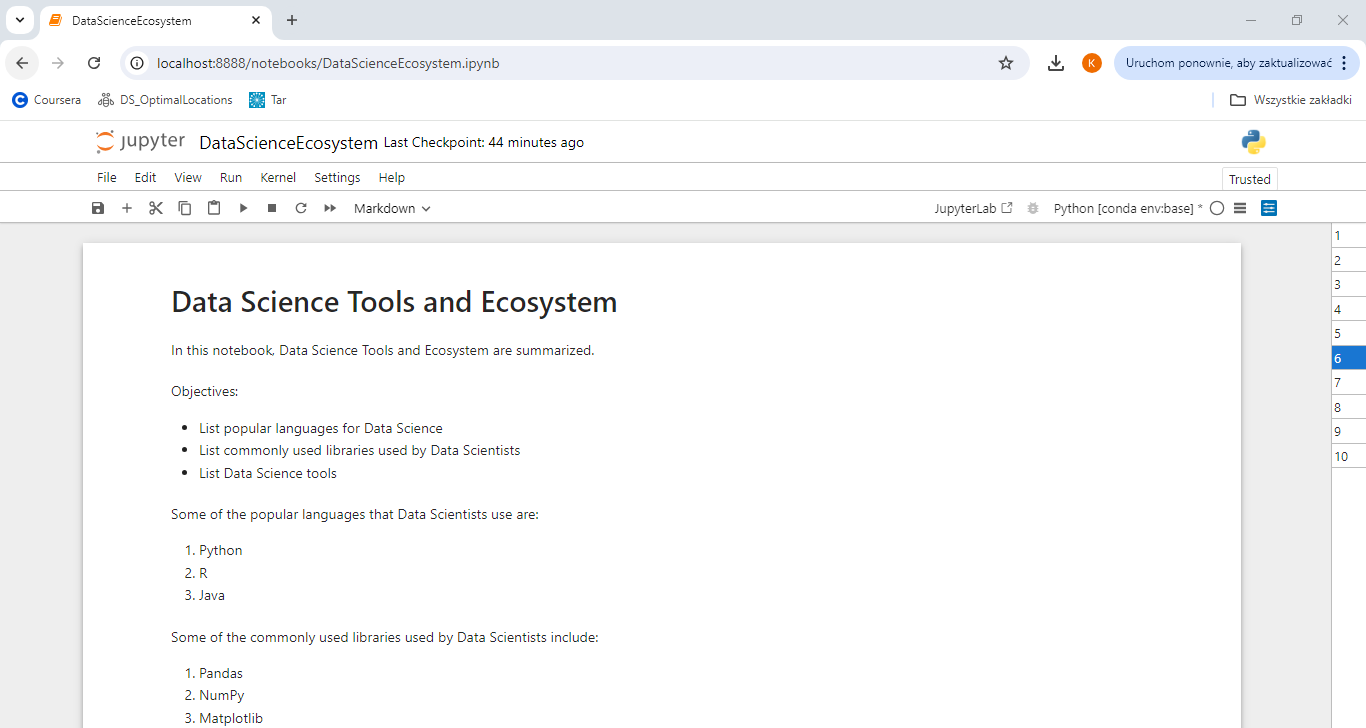 DataScienceEcosystem
localhost:8888/notebooks/DataScienceEcosystem.ipynb
K
Uruchom ponownie, aby zaktualizować
Coursera
DS_OptimalLocations
Tar
Wszystkie zakładki
jupyter DataScienceEcosystem Last Checkpoint: 44 minutes ago
File Edit View Run Kernel Settings Help
Trusted
Markdown
JupyterLab
Python [conda env:base] *
Data Science Tools and Ecosystem
In this notebook, Data Science Tools and Ecosystem are summarized.
Objectives:
• List popular languages for Data Science
• List commonly used libraries used by Data Scientists
• List Data Science tools
Some of the popular languages that Data Scientists use are:
1. Python
2. R
3. Java
Some of the commonly used libraries used by Data Scientists include:
1. Pandas
2. NumPy
3. Matplotlib
1
2
3
4
5
6
7
8
9
10